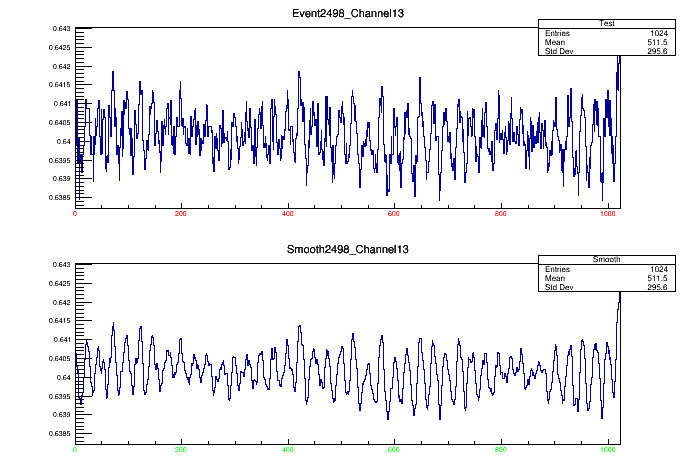 Event2498_Channel13
Test
Entries 1024
Mean 511.5
Std Dev 295.6
0.643
0.6425
0.642
0.6415
0.641
0.6405
0.64
0.6395
0.639
0.6385
0 200 400 600 800 1000
Smooth2498_Channel13
Smooth
Entries 1024
Mean 511.5
Std Dev 295.6
0.643
0.6425
0.642
0.6415
0.641
0.6405
0.64
0.6395
0.639
0.6385
0 200 400 600 800 1000